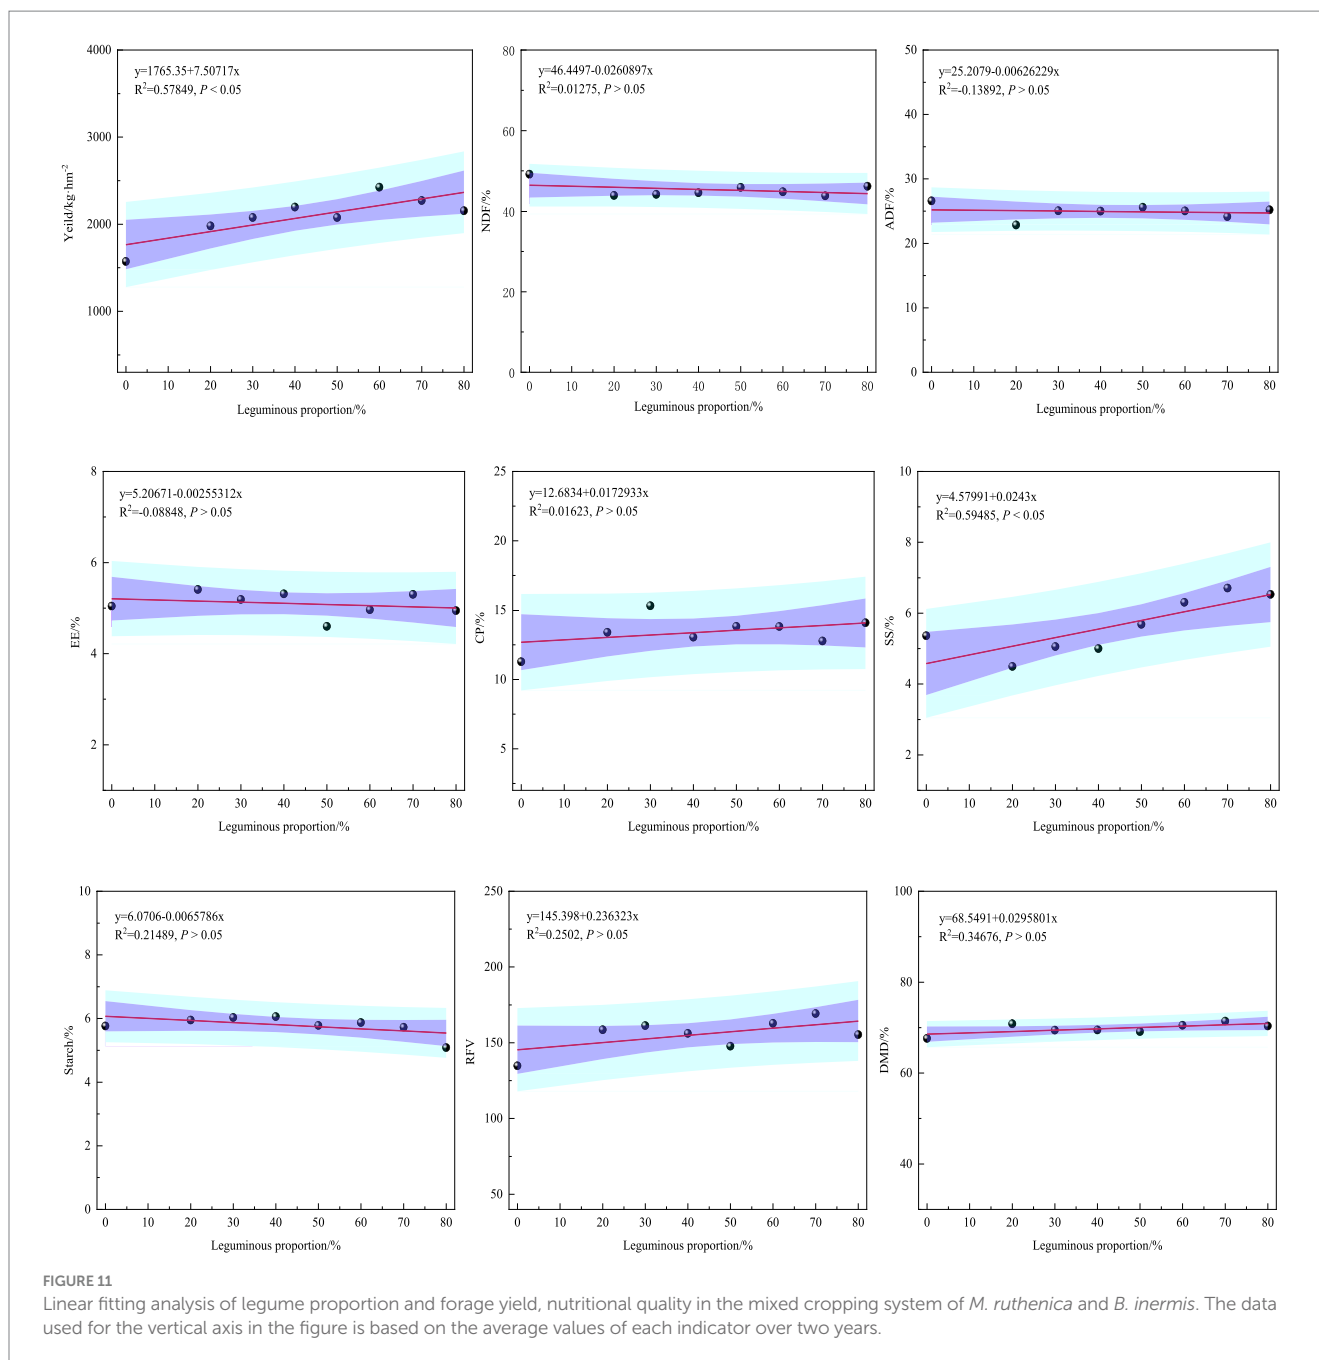 y=1765.35+7.50717x
R²=0.57849, P < 0.05
4000
3000
2000
1000
Yeild/kg·hm⁻²
0 10 20 30 40 50 60 70 80
Leguminous proportion/%
y=46.4497-0.0260897x
R²=0.01275, P > 0.05
80
60
40
20
0
NDF/%
0 10 20 30 40 50 60 70 80
Leguminous proportion/%
y=25.2079-0.00626229x
R²=-0.13892, P > 0.05
50
40
30
20
10
0
ADF/%
0 10 20 30 40 50 60 70 80
Leguminous proportion/%
y=5.20671-0.00255312x
R²=-0.08848, P > 0.05
8
6
4
2
EE/%
0 10 20 30 40 50 60 70 80
Leguminous proportion/%
y=12.6834+0.0172933x
R²=0.01623, P > 0.05
25
20
15
10
5
CP/%
0 10 20 30 40 50 60 70 80
Leguminous proportion/%
y=4.57991+0.0243x
R²=0.59485, P < 0.05
10
8
6
4
2
SS/%
0 10 20 30 40 50 60 70 80
Leguminous proportion/%
y=6.0706-0.0065786x
R²=0.21489, P > 0.05
10
8
6
4
2
0
Starch/%
0 10 20 30 40 50 60 70 80
Leguminous proportion/%
y=145.398+0.236323x
R²=0.2502, P > 0.05
250
200
150
100
50
RFV
0 10 20 30 40 50 60 70 80
Leguminous proportion/%
y=68.5491+0.0295801x
R²=0.34676, P > 0.05
100
80
60
40
DMD/%
0 10 20 30 40 50 60 70 80
Leguminous proportion/%
FIGURE 11
Linear fitting analysis of legume proportion and forage yield, nutritional quality in the mixed cropping system of M. ruthenica and B. inermis. The data
used for the vertical axis in the figure is based on the average values of each indicator over two years.